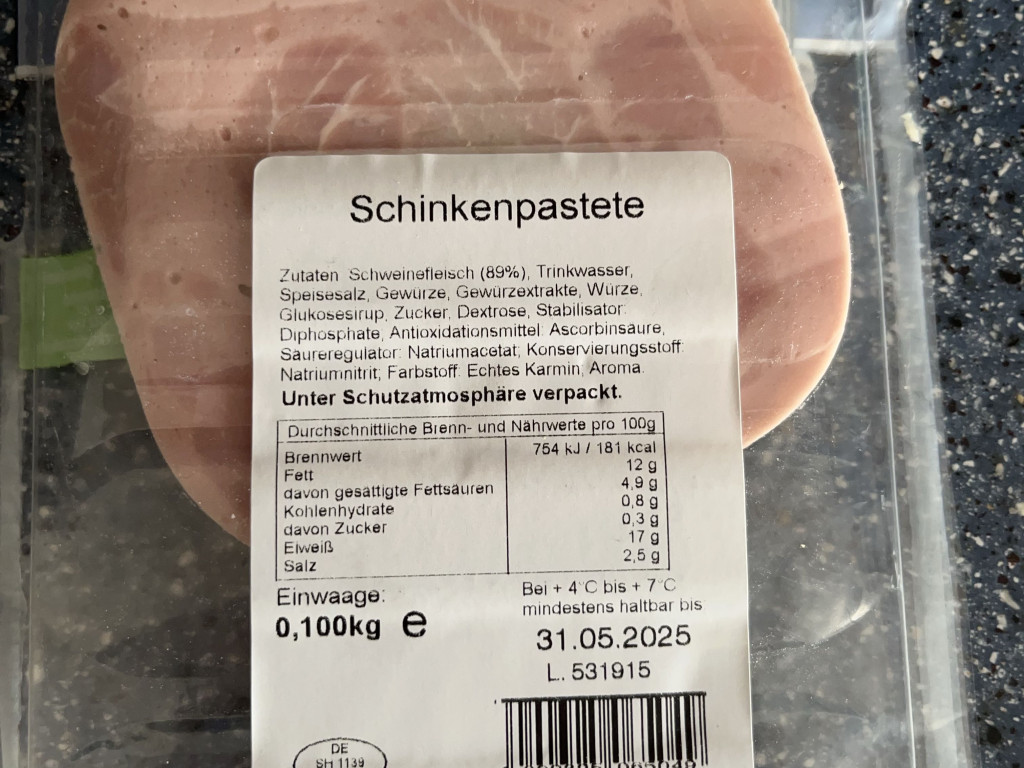 Schinkenpastete
Zutaten: Schweinefleisch (89%), Trinkwasser,
Speisesalz, Gewürze, Gewürzextrakte, Würze,
Glukosesirup, Zucker, Dextrose, Stabilisator:
Diphosphate, Antioxidationsmittel: Ascorbinsäure,
Säureregulator: Natriumacetat; Konservierungsstoff:
Natriumnitrit; Farbstoff: Echtes Karmin; Aroma.
Unter Schutzatmosphäre verpackt.
Durchschnittliche Brenn- und Nährwerte pro 100g
Brennwert 754 kJ / 181 kcal
Fett 12 g
davon gesättigte Fettsäuren 4,9 g
Kohlenhydrate 0,8 g
davon Zucker 0,3 g
Eiweiß 17 g
Salz 2,5 g
Einwaage:
0,100kg e
Bei + 4°C bis + 7°C
mindestens haltbar bis
31.05.2025
L. 531915
DE
SH 1139